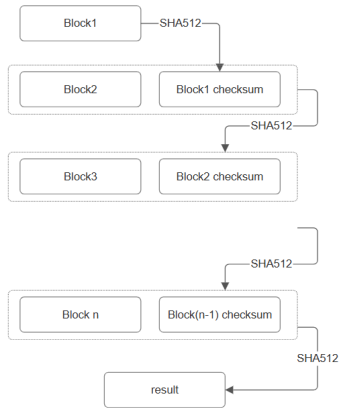 Block1
SHA512
Block2
Block1 checksum
SHA512
Block3
Block2 checksum
SHA512
Block n
Block(n-1) checksum
SHA512
result